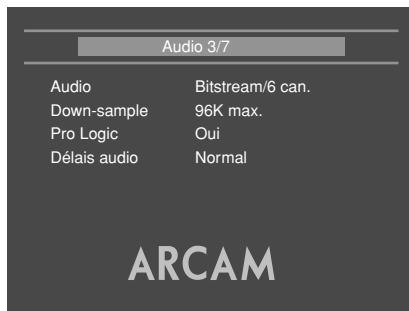 Audio 3/7
Audio Bitstream/6 can.
Down-sample 96K max.
Pro Logic Oui
Délais audio Normal
ARCAM